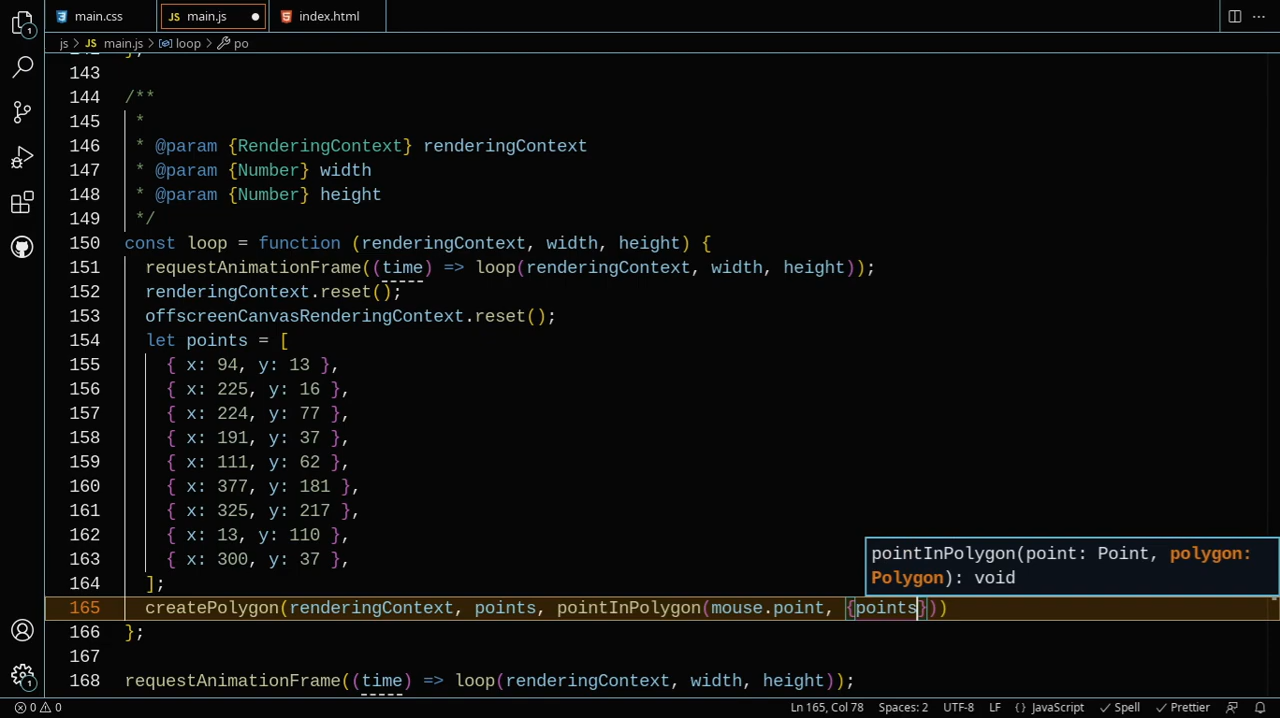 main.css
JS main.js
index.html
js > JS main.js > loop > po
143
144 /**
145 *
146 * @param {RenderingContext} renderingContext
147 * @param {Number} width
148 * @param {Number} height
149 */
150 const loop = function (renderingContext, width, height) {
151 requestAnimationFrame((time) => loop(renderingContext, width, height));
152 renderingContext.reset();
153 offscreenCanvasRenderingContext.reset();
154 let points = [
155 { x: 94, y: 13 },
156 { x: 225, y: 16 },
157 { x: 224, y: 77 },
158 { x: 191, y: 37 },
159 { x: 111, y: 62 },
160 { x: 377, y: 181 },
161 { x: 325, y: 217 },
162 { x: 13, y: 110 },
163 { x: 300, y: 37 },
164 ];
pointInPolygon(point: Point, polygon:
Polygon): void
165 createPolygon(renderingContext, points, pointInPolygon(mouse.point, {points}))
166 };
167
168 requestAnimationFrame((time) => loop(renderingContext, width, height));
1
1
0 0
Ln 165, Col 78
Spaces: 2
UTF-8
LF
{} JavaScript
Spell
Prettier